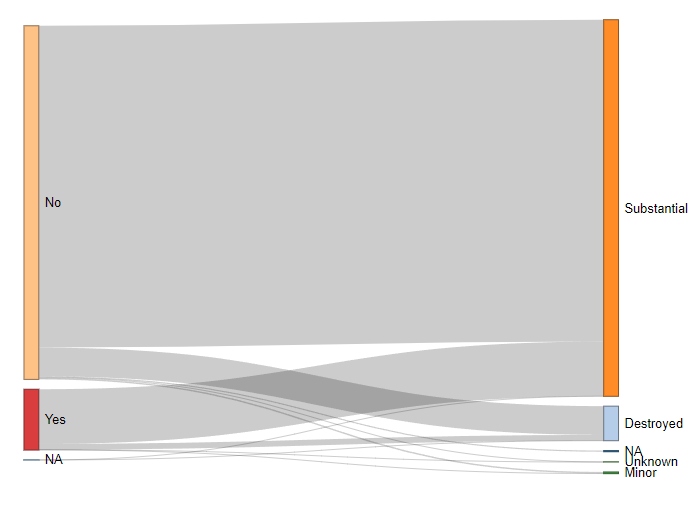 No
Substantial
Yes
Destroyed
NA
NA
Unknown
Minor